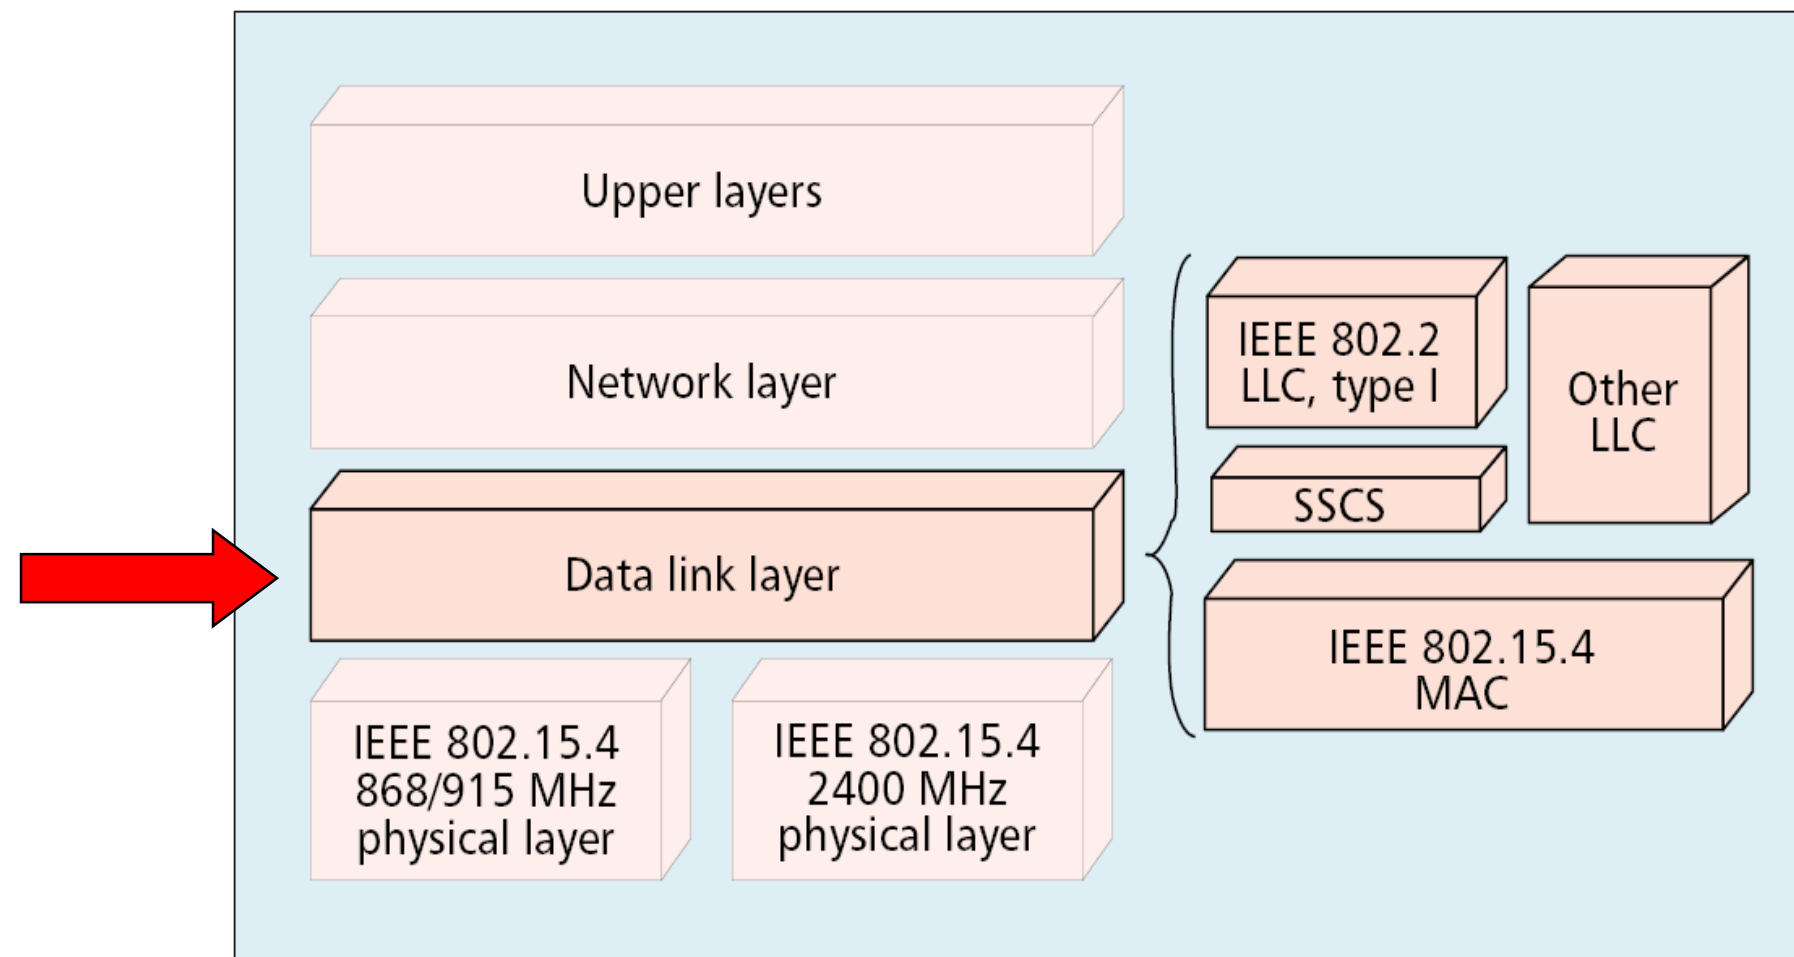 Upper layers
Network layer
Data link layer
IEEE 802.15.4
868/915 MHz
physical layer
IEEE 802.15.4
2400 MHz
physical layer
IEEE 802.2
LLC, type I
SSCS
Other
LLC
IEEE 802.15.4
MAC